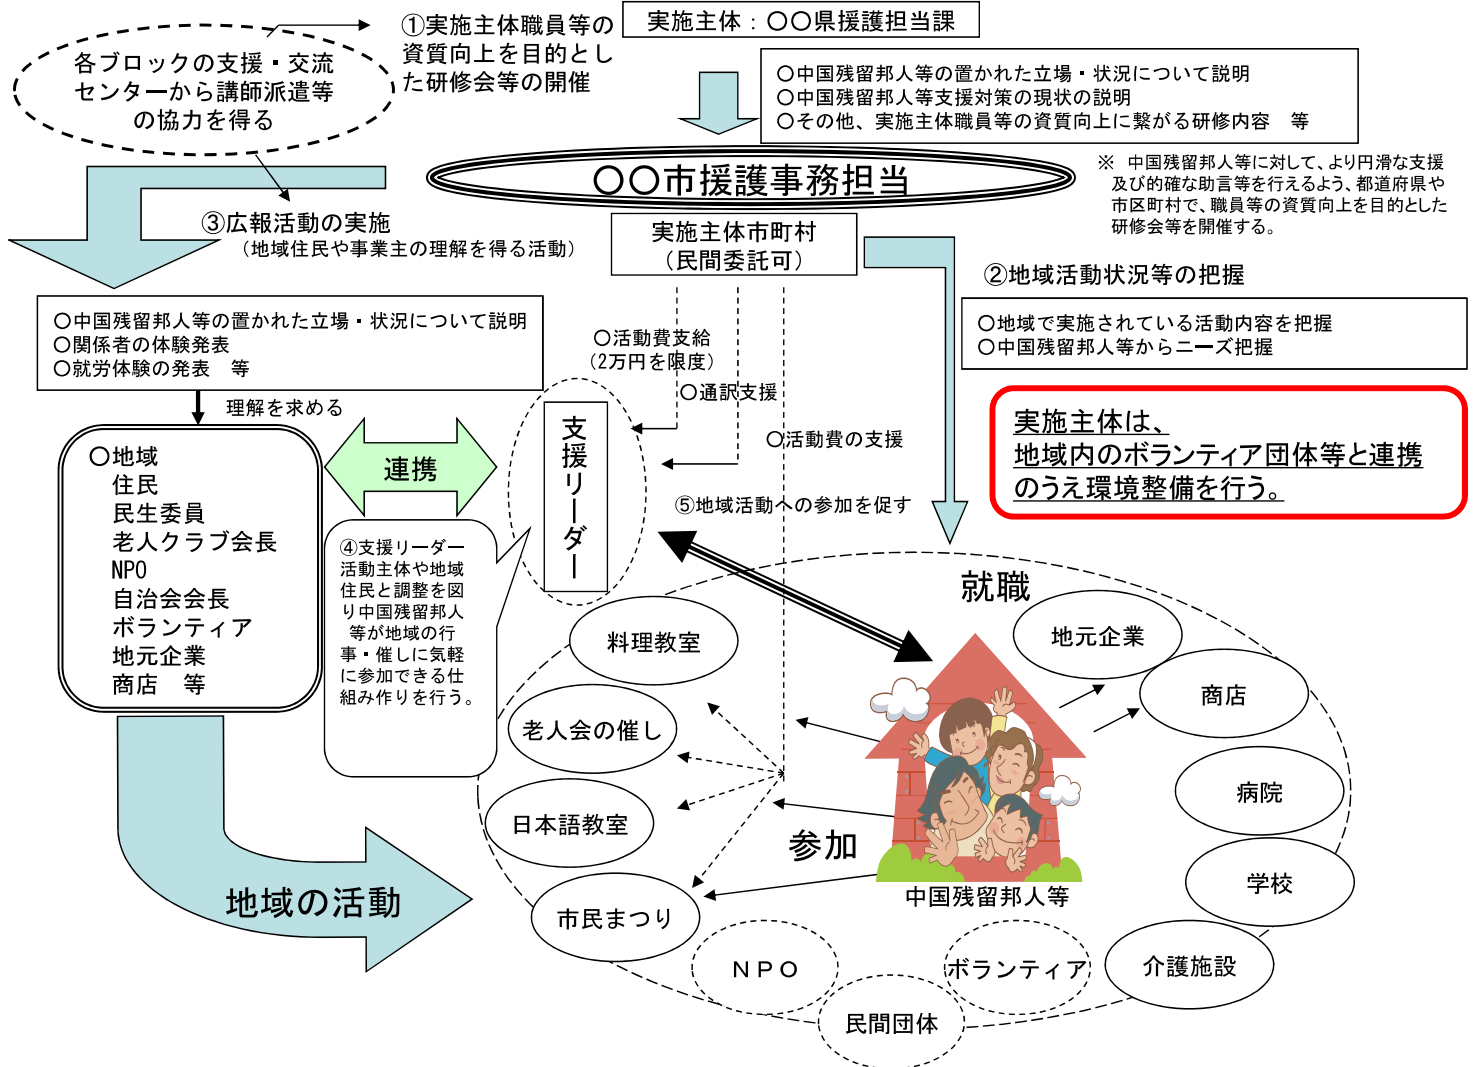 実施主体：〇〇県援護担当課
①実施主体職員等の
資質向上を目的とし
た研修会等の開催
各ブロックの支援・交流
センターから講師派遣等
の協力を得る
〇中国残留邦人等の置かれた立場・状況について説明
〇中国残留邦人等支援対策の現状の説明
〇その他、実施主体職員等の資質向上に繋がる研修内容　等
〇〇市援護事務担当
※　中国残留邦人等に対して、より円滑な支援
及び的確な助言等を行えるよう、都道府県や
市区町村で、職員等の資質向上を目的とした
研修会等を開催する。
③広報活動の実施
（地域住民や事業主の理解を得る活動）
実施主体市町村
（民間委託可）
②地域活動状況等の把握
〇中国残留邦人等の置かれた立場・状況について説明
〇関係者の体験発表
〇就労体験の発表　等
〇地域で実施されている活動内容を把握
〇中国残留邦人等からニーズ把握
〇活動費支給
（2万円を限度）
〇通訳支援
〇活動費の支援
理解を求める
実施主体は、
地域内のボランティア団体等と連携
のうえ環境整備を行う。
〇地域
住民
民生委員
老人クラブ会長
NPO
自治会会長
ボランティア
地元企業
商店　等
連携
支援リーダー
⑤地域活動への参加を促す
④支援リーダー
活動主体や地域
住民と調整を図
り中国残留邦人
等が地域の行
事・催しに気軽
に参加できる仕
組み作りを行う。
就職
料理教室
地元企業
老人会の催し
商店
日本語教室
病院
参加
市民まつり
学校
中国残留邦人等
地域の活動
ＮＰＯ
ボランティア
介護施設
民間団体